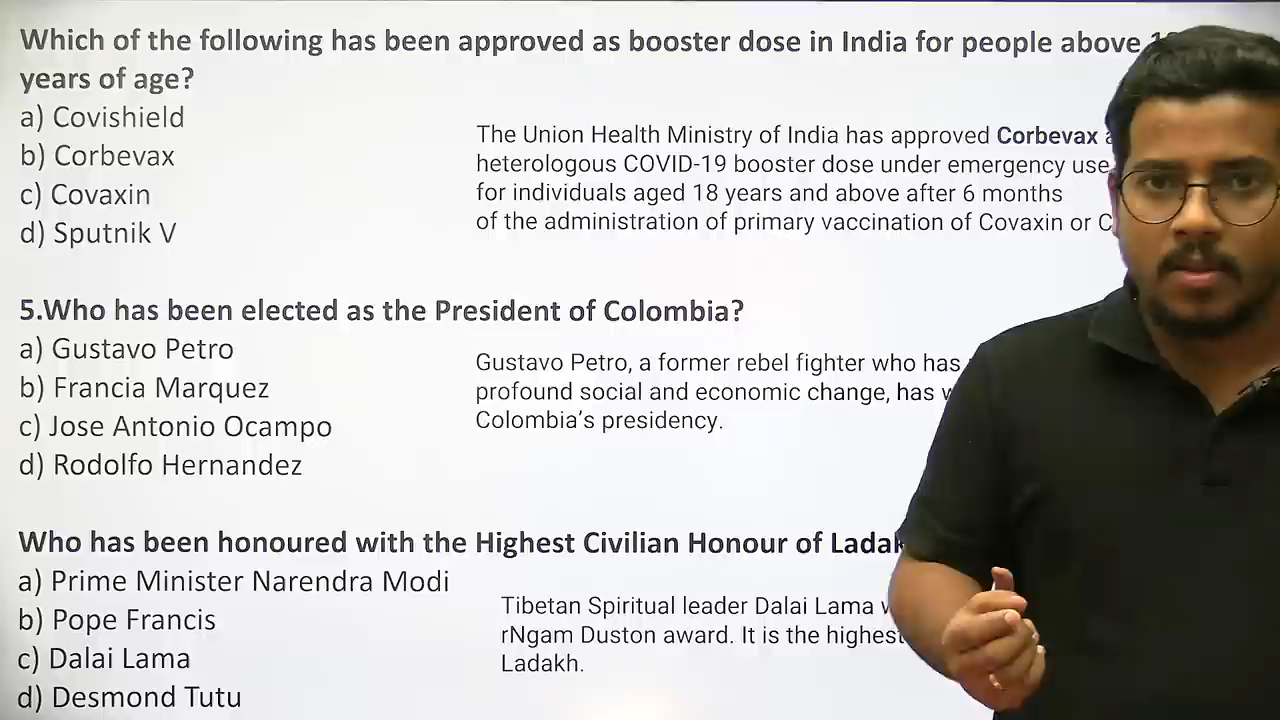 Which of the following has been approved as booster dose in India for people above
years of age?
a) Covishield
b) Corbevax
c) Covaxin
d) Sputnik V
The Union Health Ministry of India has approved Corbevax
heterologous COVID-19 booster dose under emergency use
for individuals aged 18 years and above after 6 months
of the administration of primary vaccination of Covaxin or
5.Who has been elected as the President of Colombia?
a) Gustavo Petro
b) Francia Marquez
c) Jose Antonio Ocampo
d) Rodolfo Hernandez
Gustavo Petro, a former rebel fighter who has
profound social and economic change, has
Colombia's presidency.
Who has been honoured with the Highest Civilian Honour of
a) Prime Minister Narendra Modi
b) Pope Francis
c) Dalai Lama
d) Desmond Tutu
Tibetan Spiritual leader Dalai Lama
rNgam Duston award. It is the highest
Ladakh.